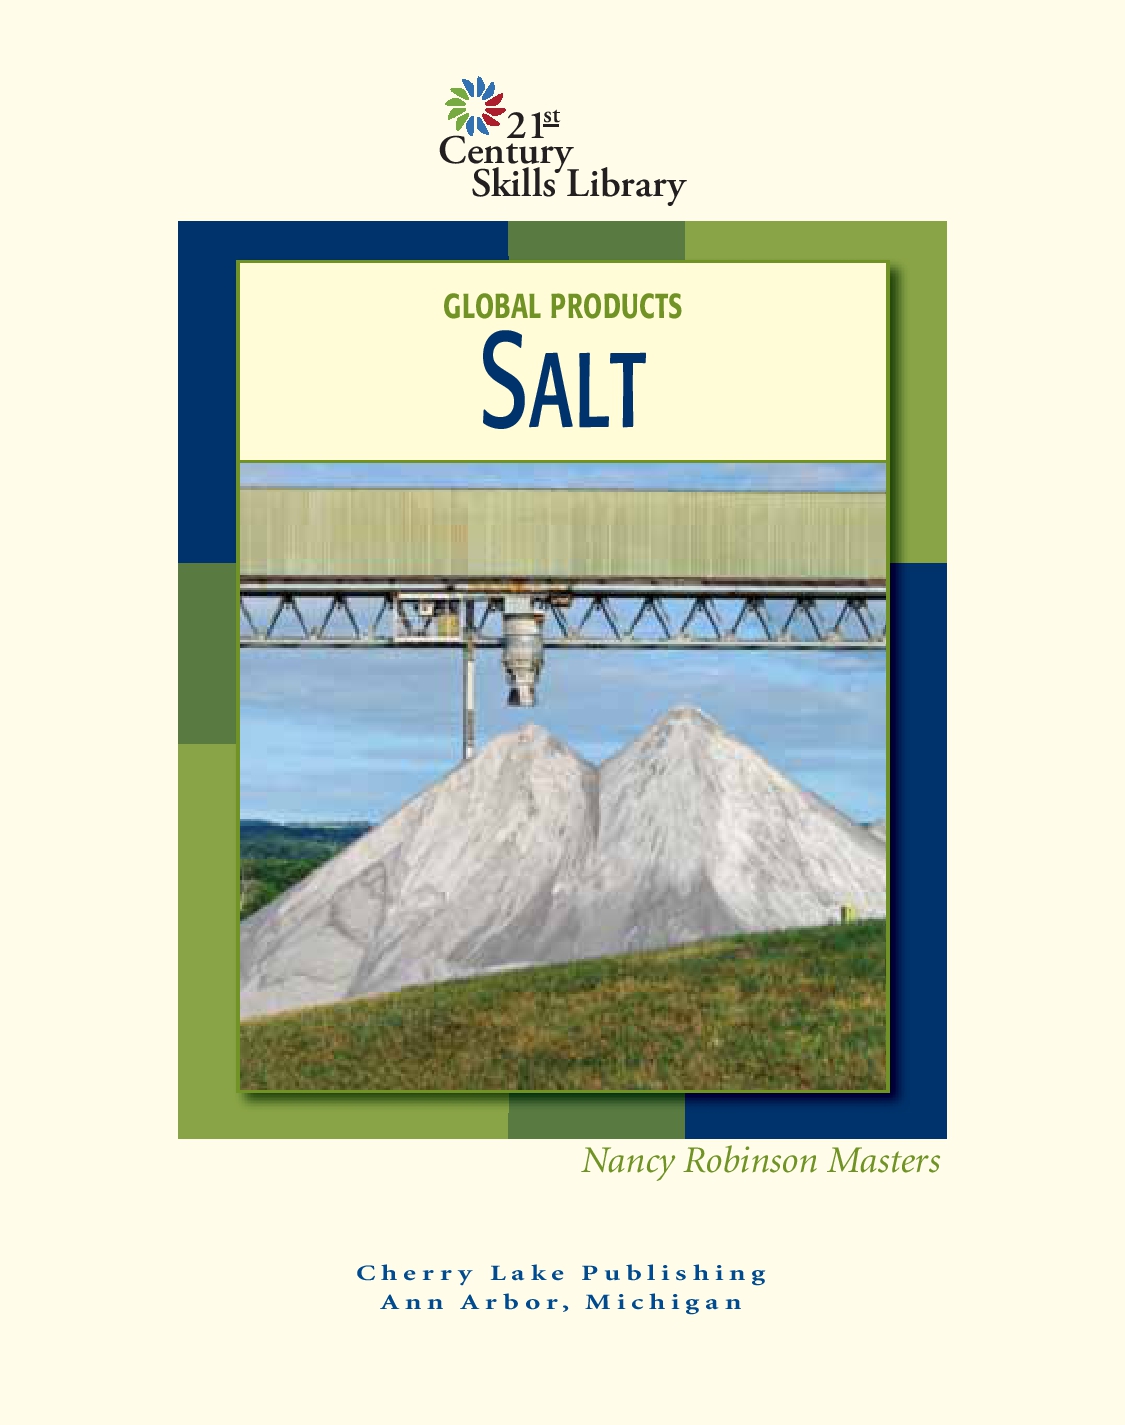 21st
Century
Skills Library
GLOBAL PRODUCTS
SALT
Nancy Robinson Masters
Cherry Lake Publishing
Ann Arbor, Michigan